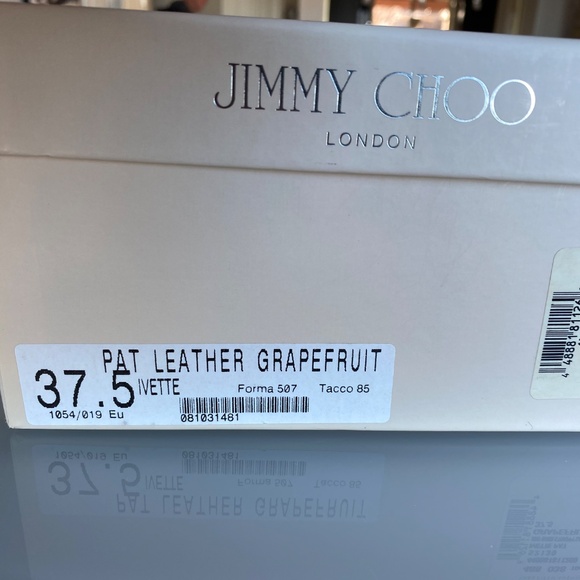 JIMMY CHOO
LONDON
PAT LEATHER GRAPEFRUIT
37.5 IVETTE Forma 507 Tacco 85
1054/019 Eu 081031481